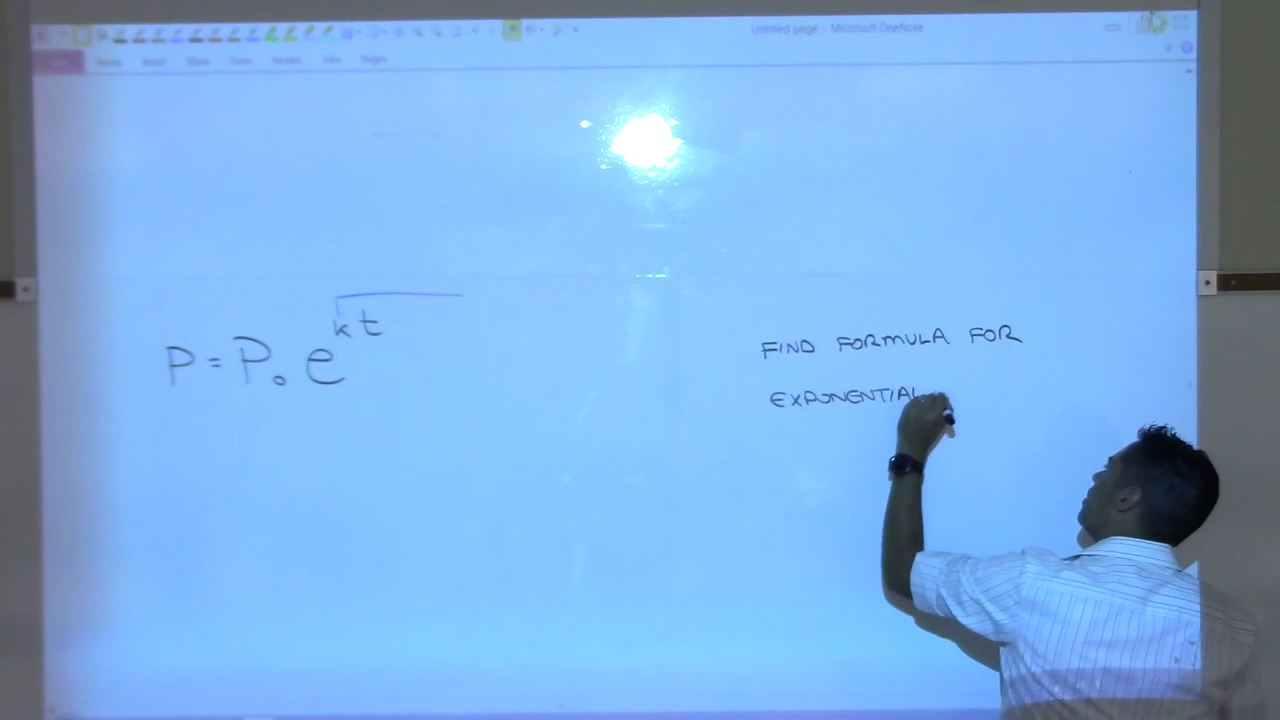 Untitled page - Microsoft OneNote
P = P₀ e^kt
FIND FORMULA FOR
EXPONENTIAL